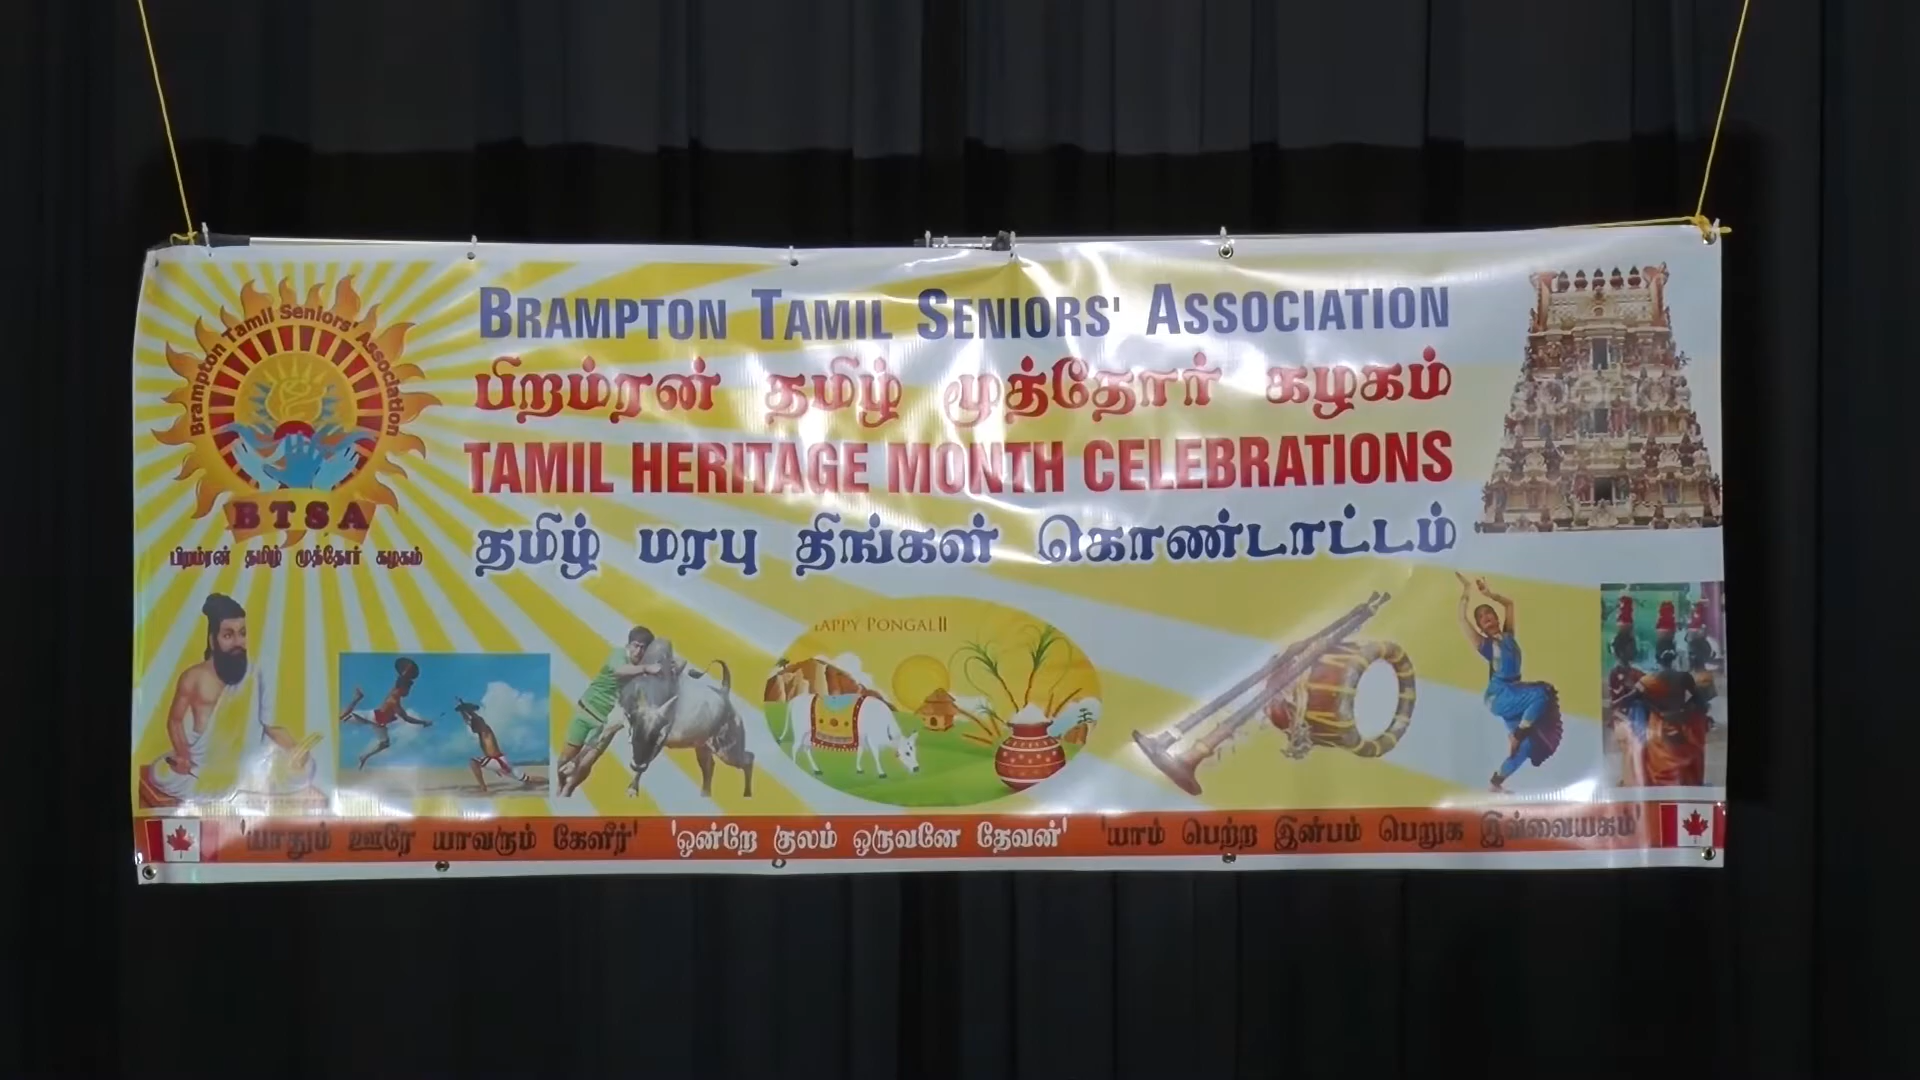 Brampton Tamil Seniors' Association
BTSA
பிறம்ரன் தமிழ் மூத்தோர் கழகம்
BRAMPTON TAMIL SENIORS' ASSOCIATION
பிறம்ரன் தமிழ் மூத்தோர் கழகம்
TAMIL HERITAGE MONTH CELEBRATIONS
தமிழ் மரபு திங்கள் கொண்டாட்டம்
PONGAL
'யாதும் ஊரே யாவரும் கேளீர்' 'ஒன்றே குலம் ஒருவனே தேவன்' 'யாம் பெற்ற இன்பம் பெறுக இவ்வையகம்'